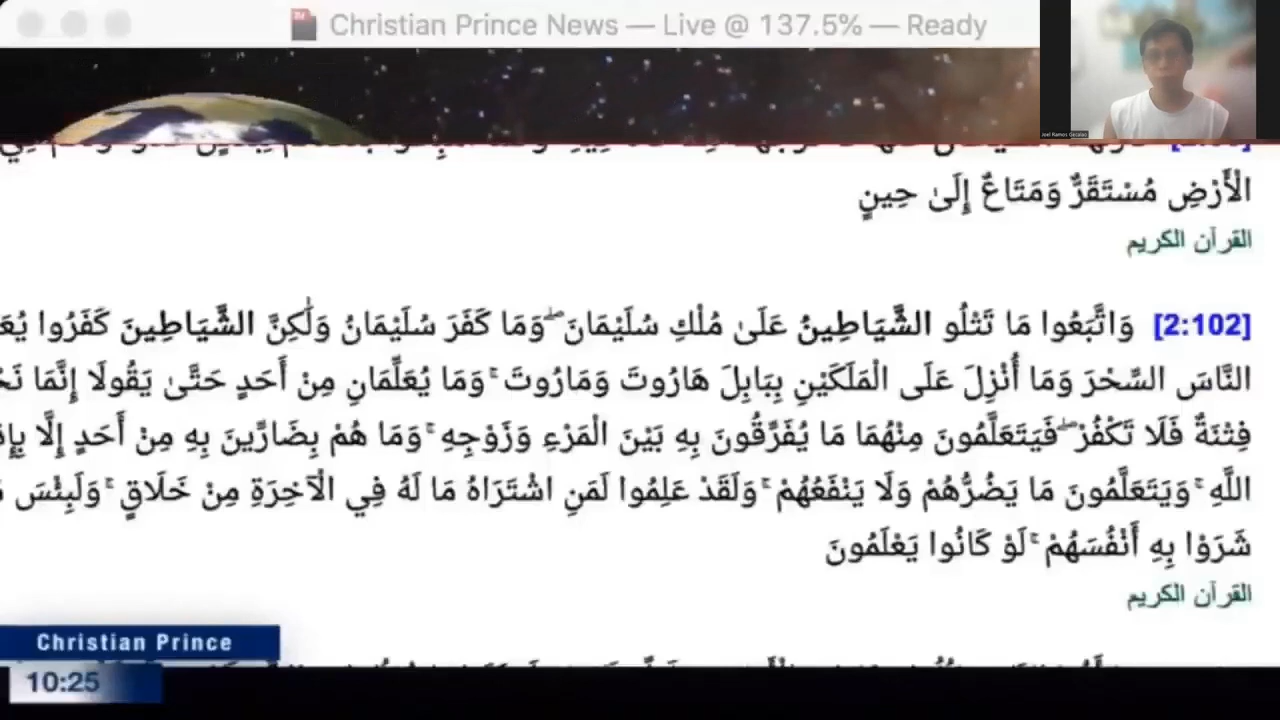 Christian Prince News — Live @ 137.5% — Ready
الْأَرْضِ مُسْتَقَرٌّ وَمَتَاعٌ إِلَىٰ حِينٍ
القرآن الكريم
[2:102] وَاتَّبَعُوا مَا تَتْلُو الشَّيَاطِينُ عَلَىٰ مُلْكِ سُلَيْمَانَ ۖ وَمَا كَفَرَ سُلَيْمَانُ وَلَٰكِنَّ الشَّيَاطِينَ كَفَرُوا
النَّاسَ السِّحْرَ وَمَا أُنْزِلَ عَلَى الْمَلَكَيْنِ بِبَابِلَ هَارُوتَ وَمَارُوتَ ۚ وَمَا يُعَلِّمَانِ مِنْ أَحَدٍ حَتَّىٰ يَقُولَا إِنَّمَا
فِتْنَةٌ فَلَا تَكْفُرْ ۖ فَيَتَعَلَّمُونَ مِنْهُمَا مَا يُفَرِّقُونَ بِهِ بَيْنَ الْمَرْءِ وَزَوْجِهِ ۚ وَمَا هُمْ بِضَارِّينَ بِهِ مِنْ أَحَدٍ إِلَّا
اللَّهِ ۚ وَيَتَعَلَّمُونَ مَا يَضُرُّهُمْ وَلَا يَنْفَعُهُمْ ۚ وَلَقَدْ عَلِمُوا لَمَنِ اشْتَرَاهُ مَا لَهُ فِي الْآخِرَةِ مِنْ خَلَاقٍ ۚ وَلَبِئْسَ
شَرَوْا بِهِ أَنْفُسَهُمْ ۚ لَوْ كَانُوا يَعْلَمُونَ
القرآن الكريم
Christian Prince
10:25